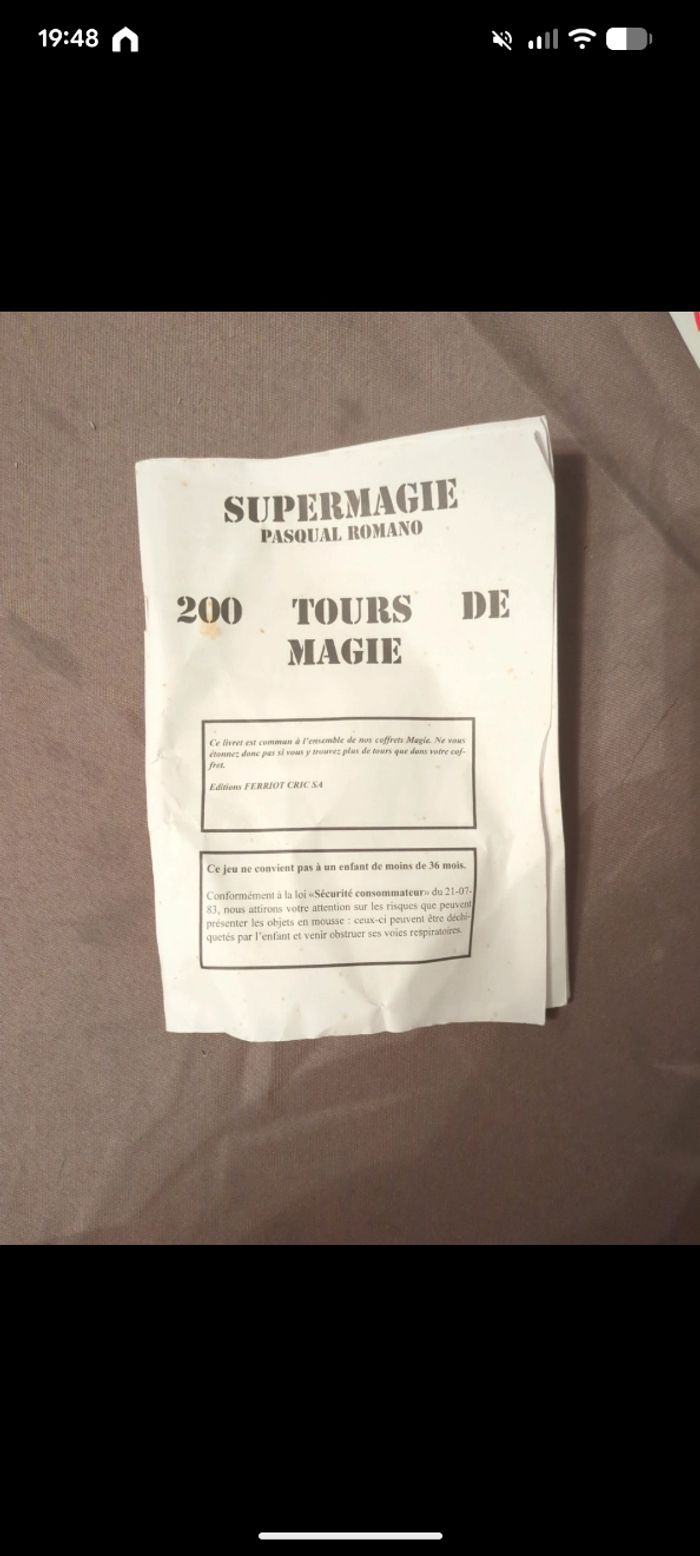 19:48
SUPERMAGIE
PASQUAL ROMANO
200 TOURS DE
MAGIE
Ce livret est commun à l'ensemble de nos coffrets Magie. Ne vous
étonnez donc pas si vous y trouvez plus de tours que dans votre cof-
fret.
Editions FERRIOT CRIC SA
Ce jeu ne convient pas à un enfant de moins de 36 mois.
Conformément à la loi «Sécurité consommateur» du 21-07-
83, nous attirons votre attention sur les risques que peuvent
présenter les objets en mousse : ceux-ci peuvent être déchi-
quetés par l'enfant et venir obstruer ses voies respiratoires.